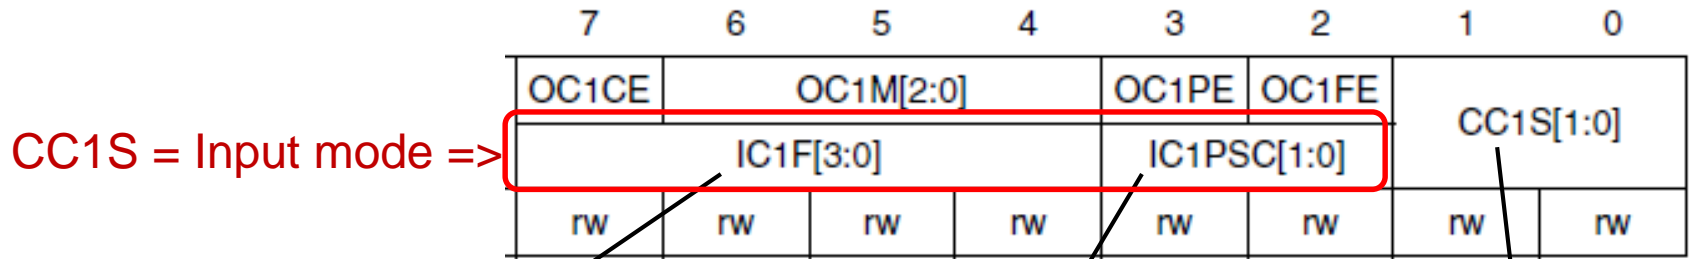 7 6 5 4 3 2 1 0
OC1CE OC1M[2:0] OC1PE OC1FE CC1S[1:0]
CC1S = Input mode => IC1F[3:0] IC1PSC[1:0]
rw rw rw rw rw rw rw rw